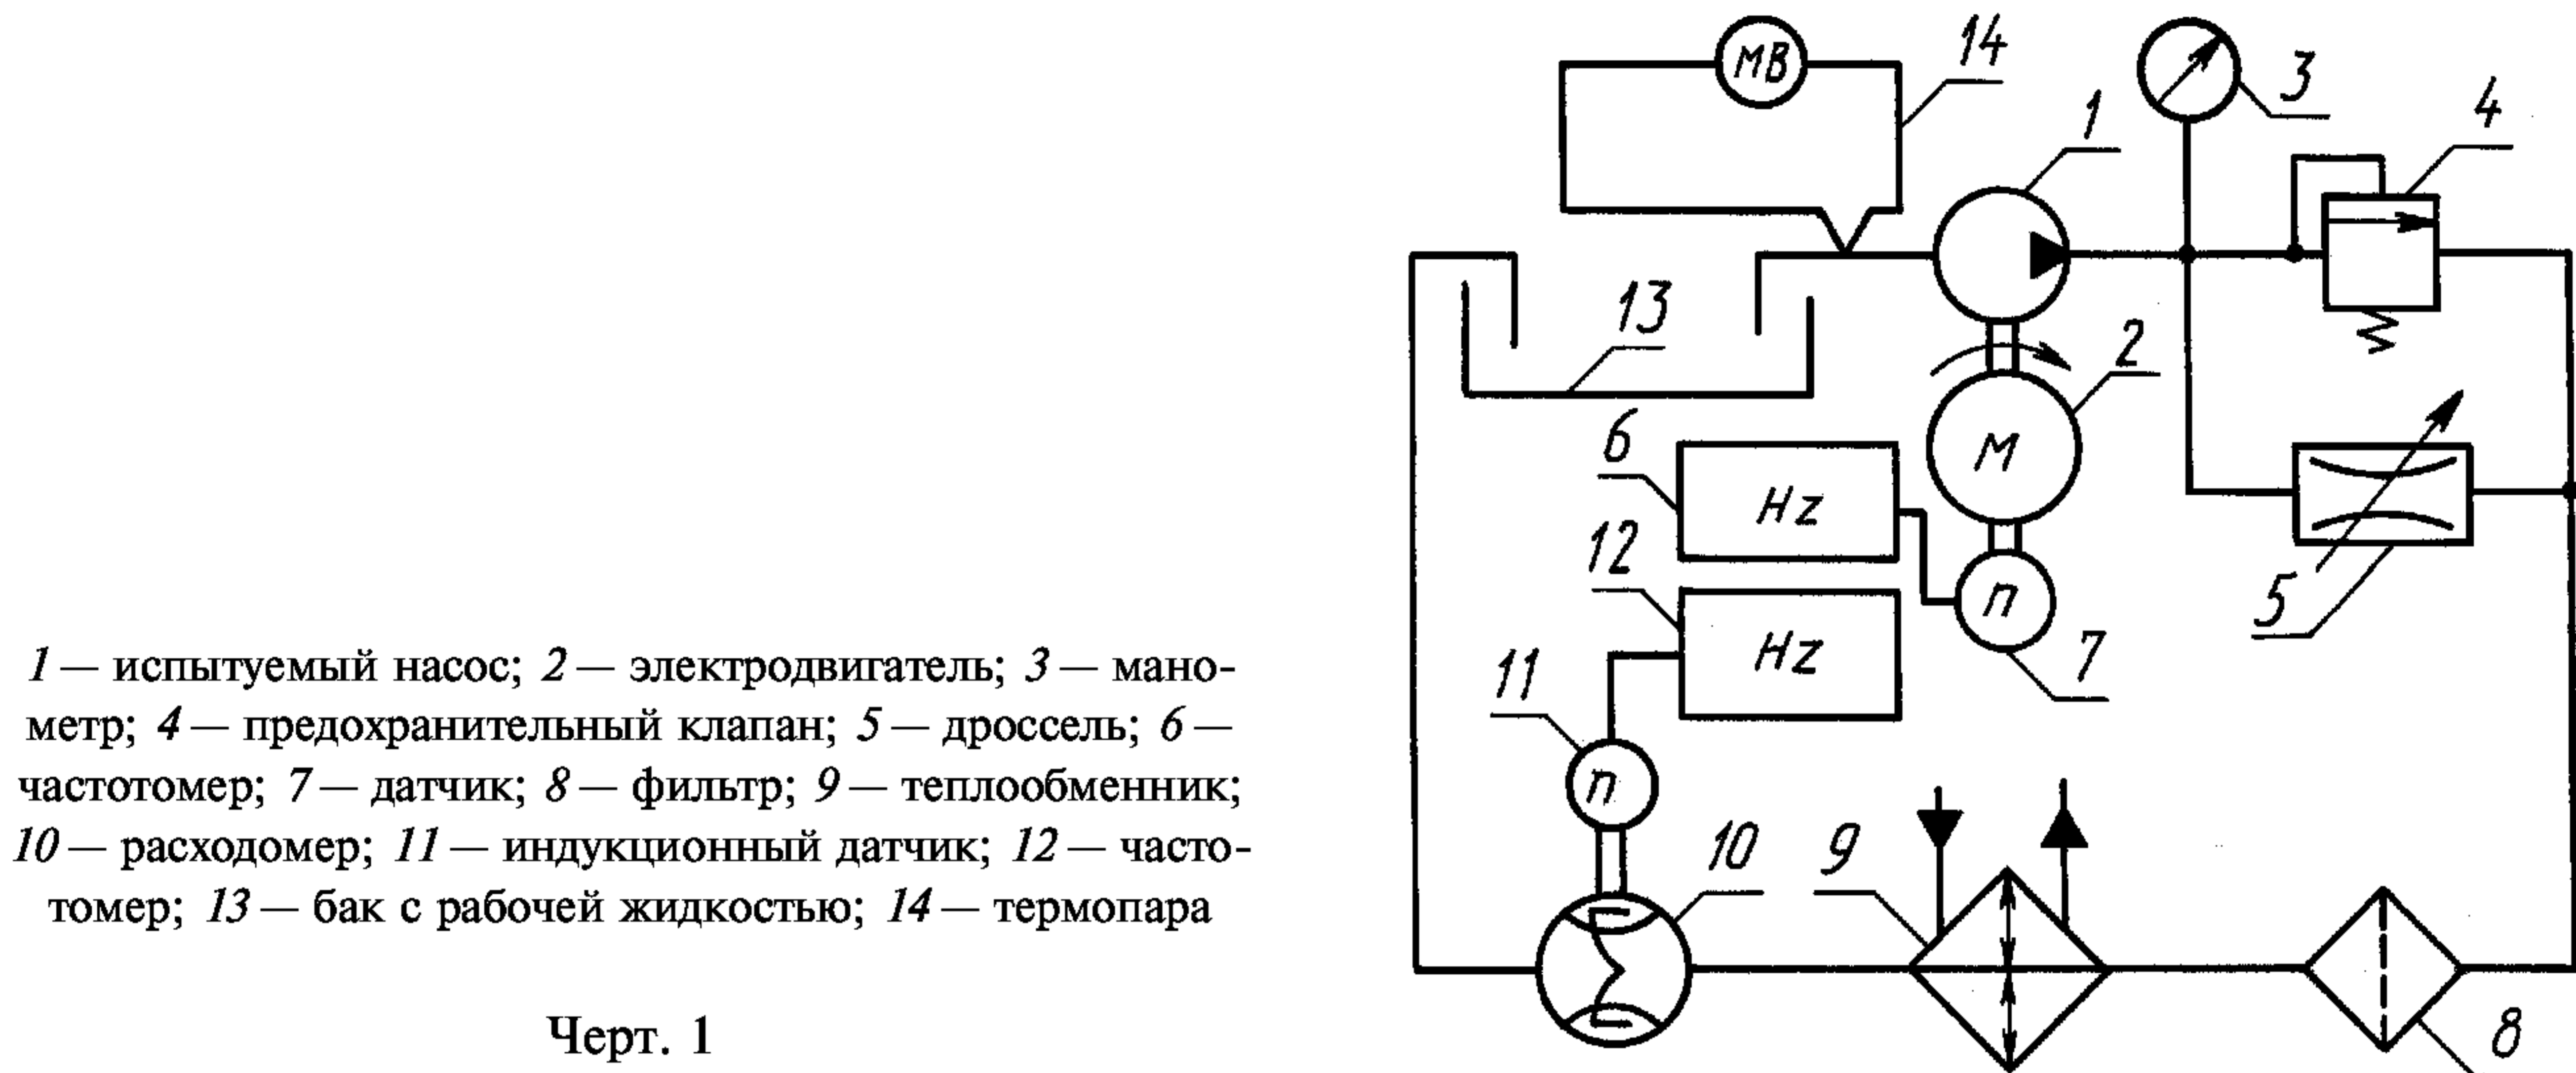 1 — испытуемый насос; 2 — электродвигатель; 3 — мано-
метр; 4 — предохранительный клапан; 5 — дроссель; 6 —
частотомер; 7 — датчик; 8 — фильтр; 9 — теплообменник;
10 — расходомер; 11 — индукционный датчик; 12 — часто-
томер; 13 — бак с рабочей жидкостью; 14 — термопара
Черт. 1
мВ
14
3
1
4
13
2
6
M
Hz
12
n
5
Hz
7
11
n
10
9
8